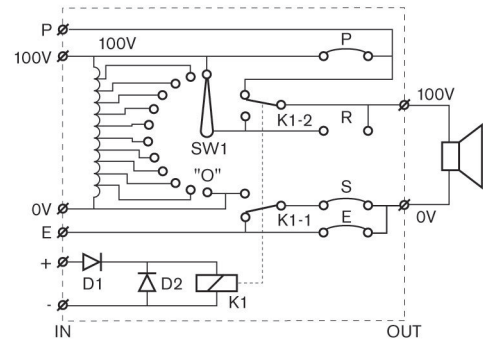 P
100V
100V
P
100V
K1-2
R
SW1
"O"
S
0V
K1-1
E
0V
E
+
D1
D2
K1
-
IN
OUT